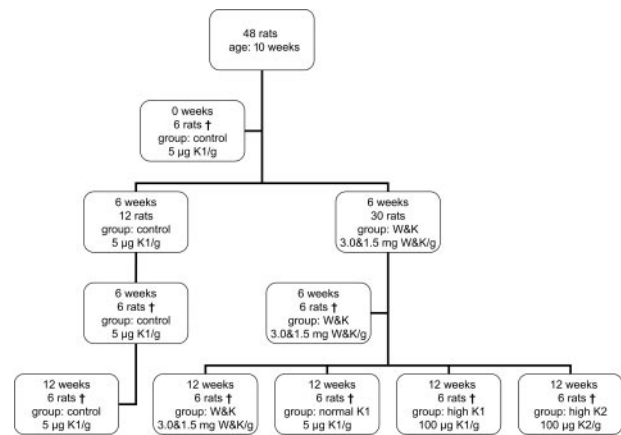 48 rats
age: 10 weeks
0 weeks
6 rats †
group: control
5 µg K1/g
6 weeks
12 rats
group: control
5 µg K1/g
6 weeks
30 rats
group: W&K
3.0&1.5 mg W&K/g
6 weeks
6 rats †
group: control
5 µg K1/g
6 weeks
6 rats †
group: W&K
3.0&1.5 mg W&K/g
12 weeks
6 rats †
group: control
5 µg K1/g
12 weeks
6 rats †
group: W&K
3.0&1.5 mg W&K/g
12 weeks
6 rats †
group: normal K1
5 µg K1/g
12 weeks
6 rats †
group: high K1
100 µg K1/g
12 weeks
6 rats †
group: high K2
100 µg K2/g